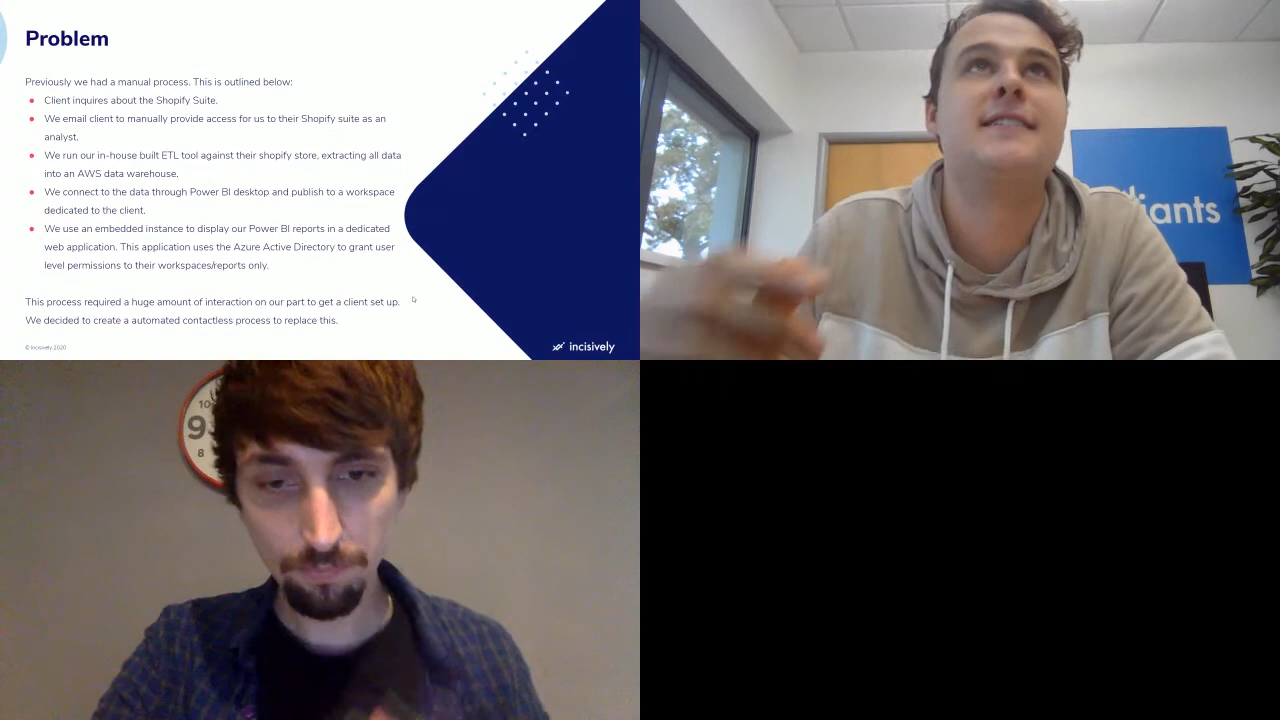 Problem
Previously we had a manual process. This is outlined below:
Client inquires about the Shopify Suite.
We email client to manually provide access for us to their Shopify suite as an
analyst.
We run our in-house built ETL tool against their shopify store, extracting all data
into an AWS data warehouse.
We connect to the data through Power BI desktop and publish to a workspace
dedicated to the client.
We use an embedded instance to display our Power BI reports in a dedicated
web application. This application uses the Azure Active Directory to grant user
level permissions to their workspaces/reports only.
This process required a huge amount of interaction on our part to get a client set up.
We decided to create a automated contactless process to replace this.
© Incisively 2020
incisively
10
9
8